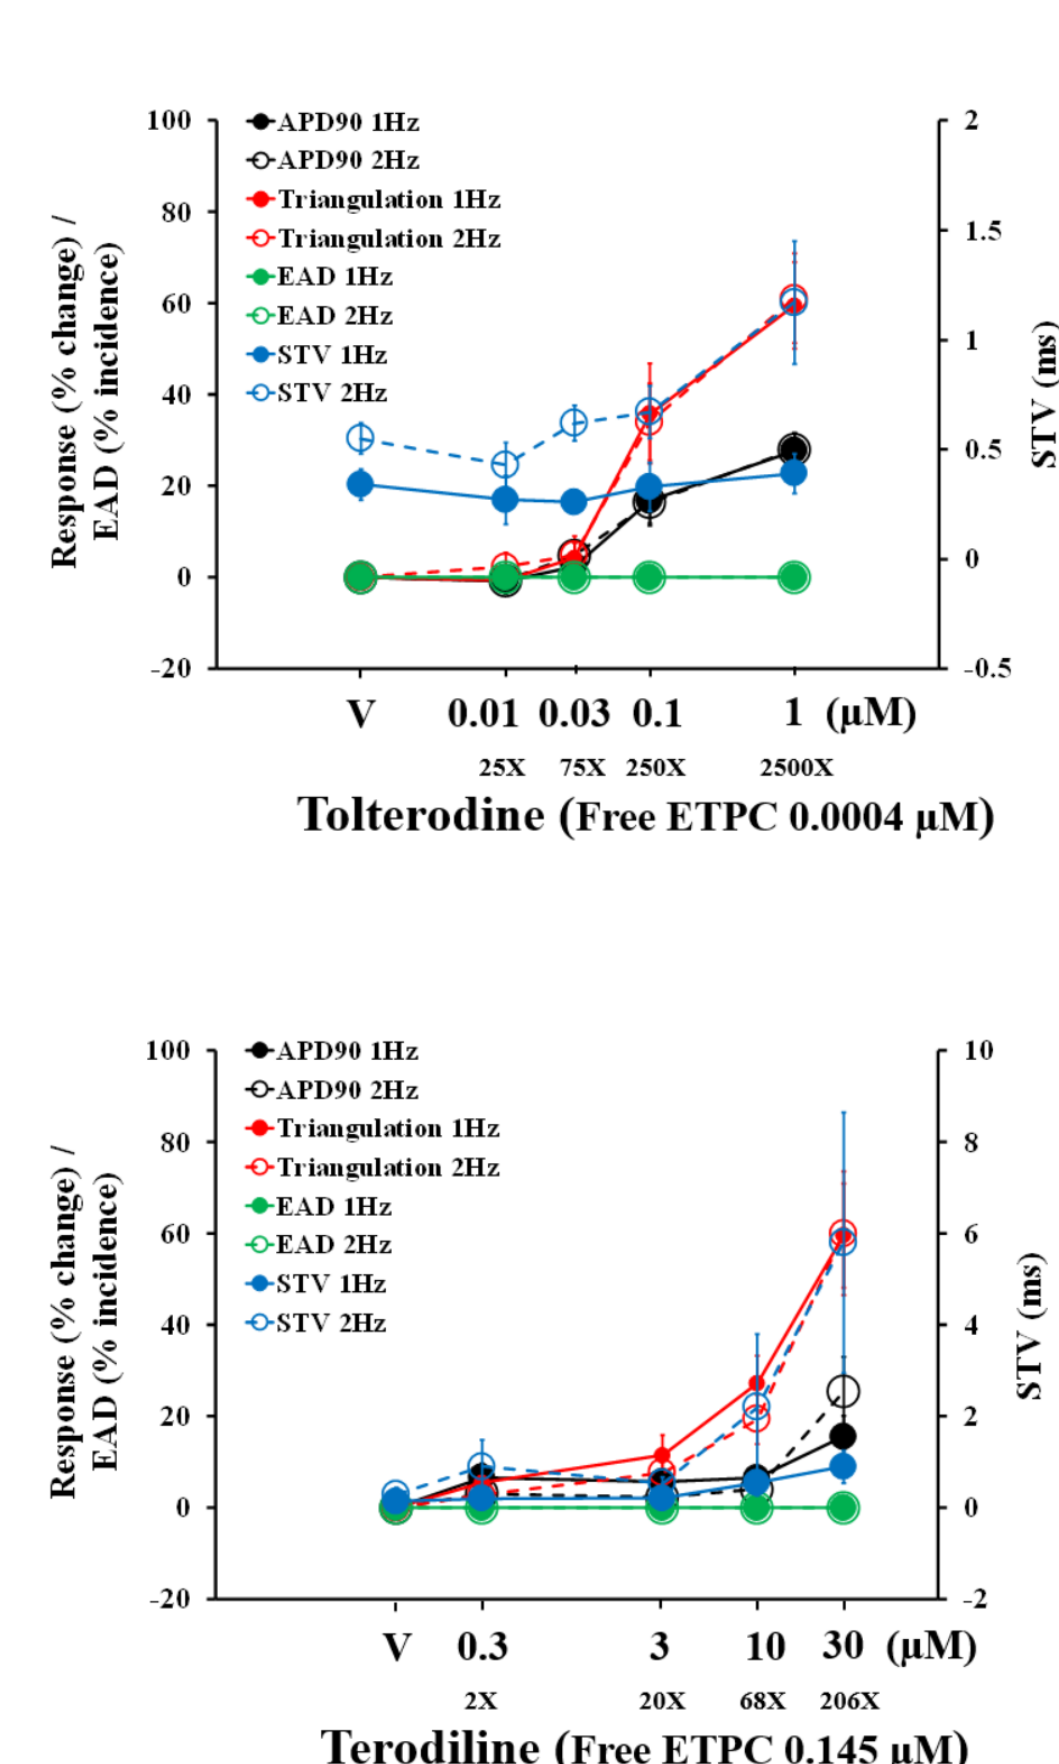 100
80
60
40
20
0
-20
Response (% change) /
EAD (% incidence)
APD90 1Hz
APD90 2Hz
Triangulation 1Hz
Triangulation 2Hz
EAD 1Hz
EAD 2Hz
STV 1Hz
STV 2Hz
2
1.5
1
0.5
0
-0.5
STV (ms)
V 0.01 0.03 0.1 1 (μM)
25X 75X 250X 2500X
Tolterodine (Free ETPC 0.0004 μM)
100
80
60
40
20
0
-20
Response (% change) /
EAD (% incidence)
APD90 1Hz
APD90 2Hz
Triangulation 1Hz
Triangulation 2Hz
EAD 1Hz
EAD 2Hz
STV 1Hz
STV 2Hz
10
8
6
4
2
0
-2
STV (ms)
V 0.3 3 10 30 (μM)
2X 20X 68X 206X
Terodiline (Free ETPC 0.145 μM)